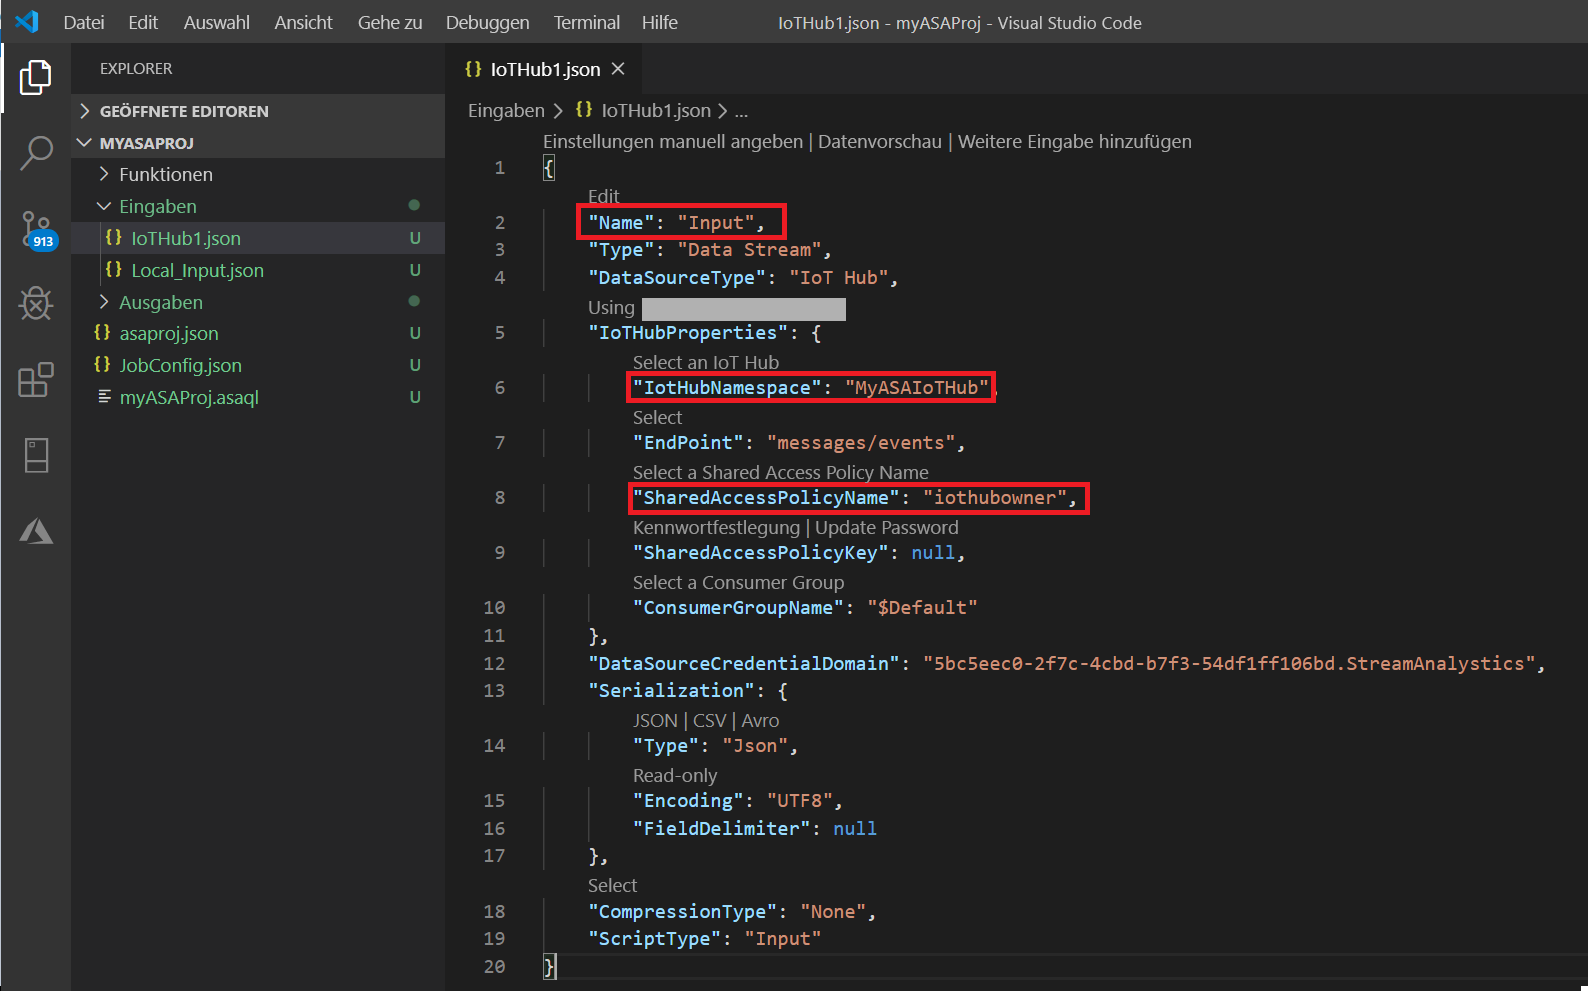 Datei Edit Auswahl Ansicht Gehe zu Debuggen Terminal Hilfe IoTHub1.json - myASAProj - Visual Studio Code
EXPLORER
GEÖFFNETE EDITOREN
MYASAPROJ
Funktionen
Eingaben
IoTHub1.json U
Local_Input.json U
Ausgaben
asaproj.json U
JobConfig.json U
myASAProj.asaql U
913
{} IoTHub1.json
Eingaben > {} IoTHub1.json > ...
Einstellungen manuell angeben | Datenvorschau | Weitere Eingabe hinzufügen
1 {
Edit
2 "Name": "Input",
3 "Type": "Data Stream",
4 "DataSourceType": "IoT Hub",
Using
5 "IoTHubProperties": {
Select an IoT Hub
6 "IotHubNamespace": "MyASAIoTHub",
Select
7 "EndPoint": "messages/events",
Select a Shared Access Policy Name
8 "SharedAccessPolicyName": "iothubowner",
Kennwortfestlegung | Update Password
9 "SharedAccessPolicyKey": null,
Select a Consumer Group
10 "ConsumerGroupName": "$Default"
11 },
12 "DataSourceCredentialDomain": "5bc5eec0-2f7c-4cbd-b7f3-54df1ff106bd.StreamAnalystics",
13 "Serialization": {
JSON | CSV | Avro
14 "Type": "Json",
Read-only
15 "Encoding": "UTF8",
16 "FieldDelimiter": null
17 },
Select
18 "CompressionType": "None",
19 "ScriptType": "Input"
20 }